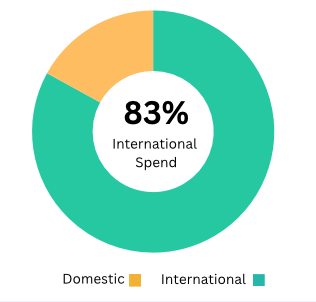 83%
International
Spend
Domestic International